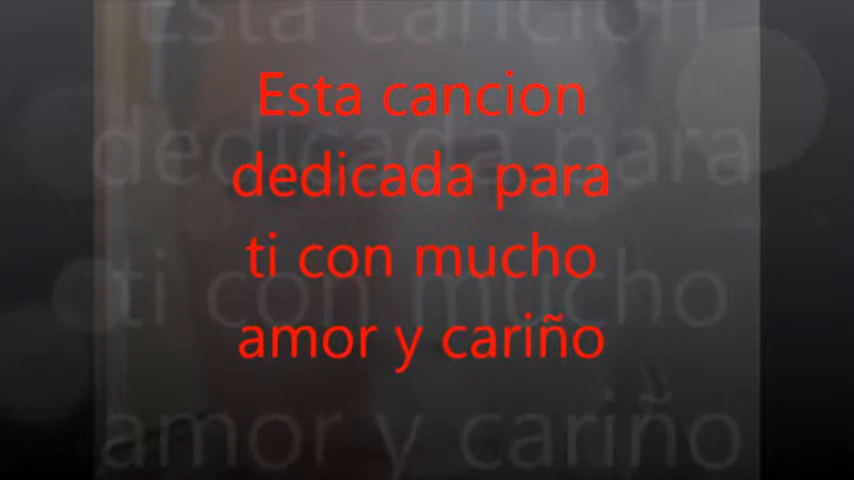 Esta cancion
dedicada para
ti con mucho
amor y cariño